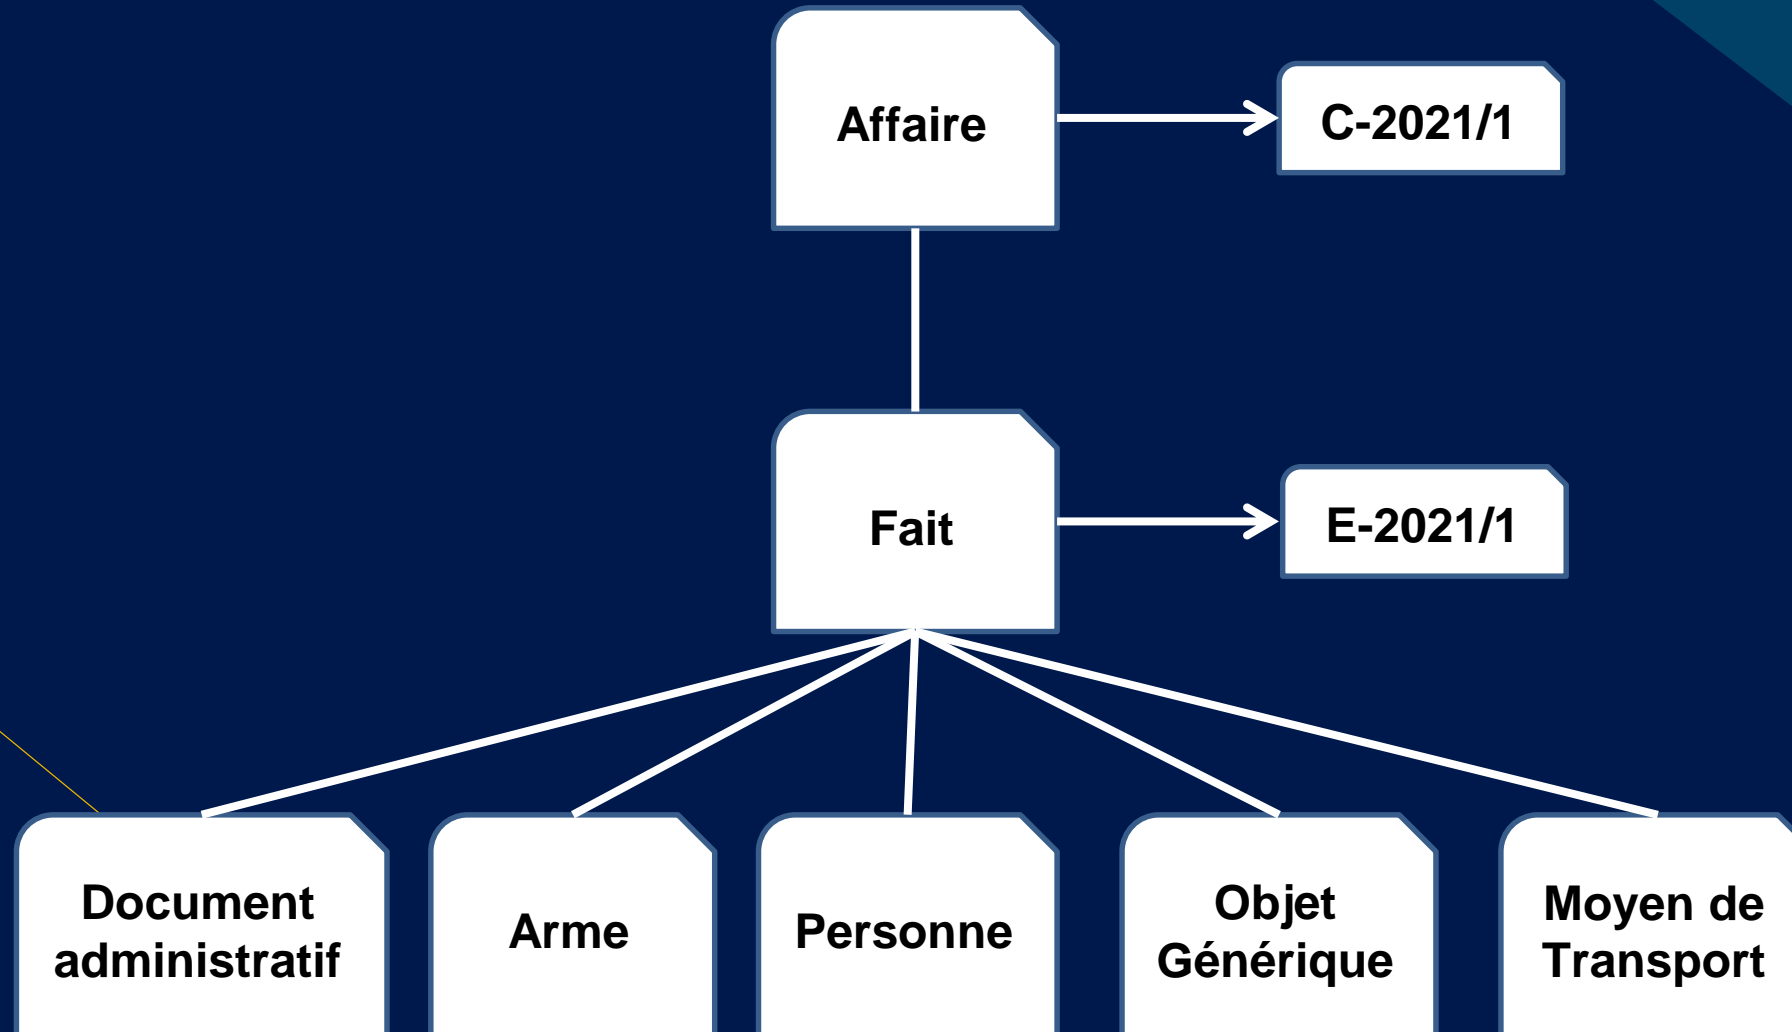 Affaire
C-2021/1
Fait
E-2021/1
Document
administratif
Arme
Personne
Objet
Générique
Moyen de
Transport